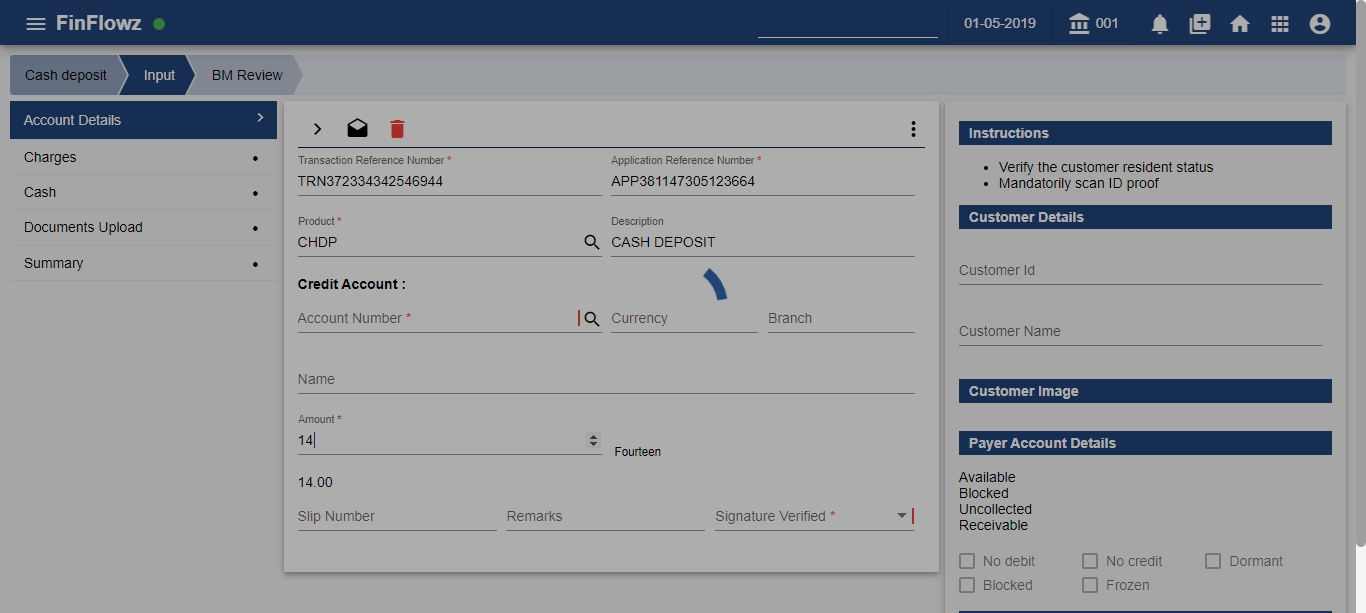 FinFlowz
01-05-2019
001
Cash deposit
Input
BM Review
Account Details
Charges
Cash
Documents Upload
Summary
Transaction Reference Number *
Application Reference Number *
TRN372334342546944
APP381147305123664
Product *
Description
CHDP
CASH DEPOSIT
Credit Account :
Account Number *
Currency
Branch
Name
Amount *
14
Fourteen
14.00
Slip Number
Remarks
Signature Verified *
Instructions
• Verify the customer resident status
• Mandatorily scan ID proof
Customer Details
Customer Id
Customer Name
Customer Image
Payer Account Details
Available
Blocked
Uncollected
Receivable
No debit
No credit
Dormant
Blocked
Frozen